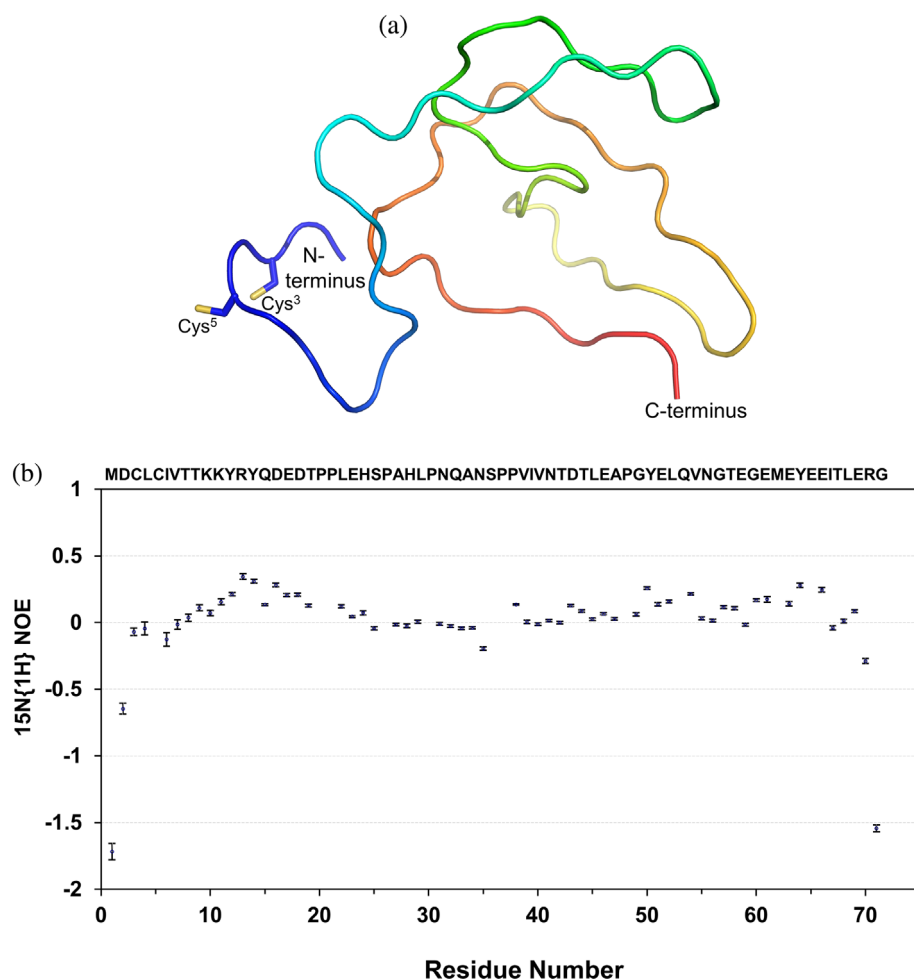 (a)
N-
terminus
Cys3
Cys5
C-terminus
(b)
MDCLCIVTTKKYRYQDEDTPPLEHSPAHLPNQANSPPVIVNTDTLEAPGYELQVNGTEGEMEYEEITLERG
15N{1H} NOE
1
0.5
0
-0.5
-1
-1.5
-2
0 10 20 30 40 50 60 70
Residue Number